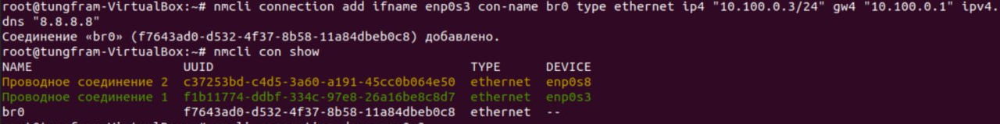 root@tungfram-VirtualBox:~# nmcli connection add ifname enp0s3 con-name br0 type ethernet ip4 "10.100.0.3/24" gw4 "10.100.0.1" ipv4.
dns "8.8.8.8"
Соединение «br0» (f7643ad0-d532-4f37-8b58-11a84dbeb0c8) добавлено.
root@tungfram-VirtualBox:~# nmcli con show
NAME UUID TYPE DEVICE
Проводное соединение 2 c37253bd-c4d5-3a60-a191-45cc0b064e50 ethernet enp0s8
Проводное соединение 1 f1b11774-ddbf-334c-97e8-26a16be8c8d7 ethernet enp0s3
br0 f7643ad0-d532-4f37-8b58-11a84dbeb0c8 ethernet --